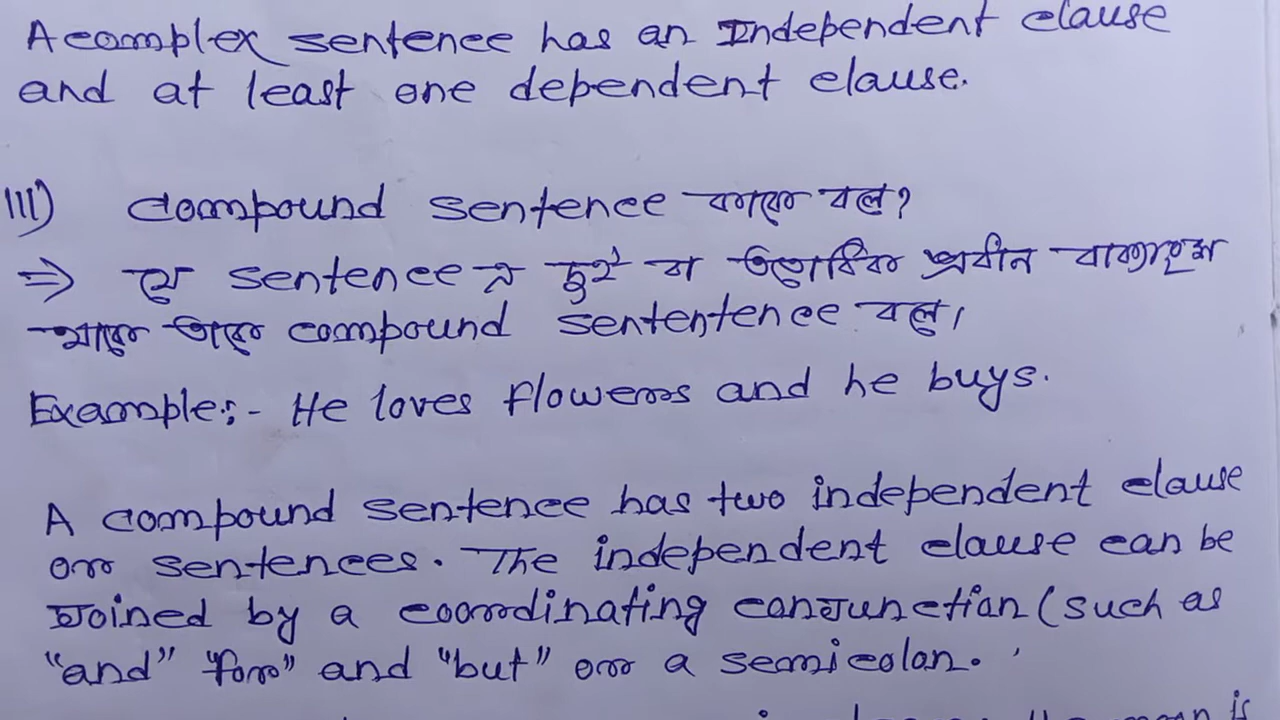 A complex sentence has an Independent clause
and at least one dependent clause.
III) Compound sentence কাকে বলে?
⇒ যে sentence এ দুই বা ততোধিক প্রধীন বাক্যাংশ
থাকে তাকে compound sententence বলে।
Example:- He loves flowers and he buys.
A compound sentence has two independent clause
or sentences. The independent clause can be
Joined by a coordinating conjunction (such as
"and" "for" and "but" or a semicolon.